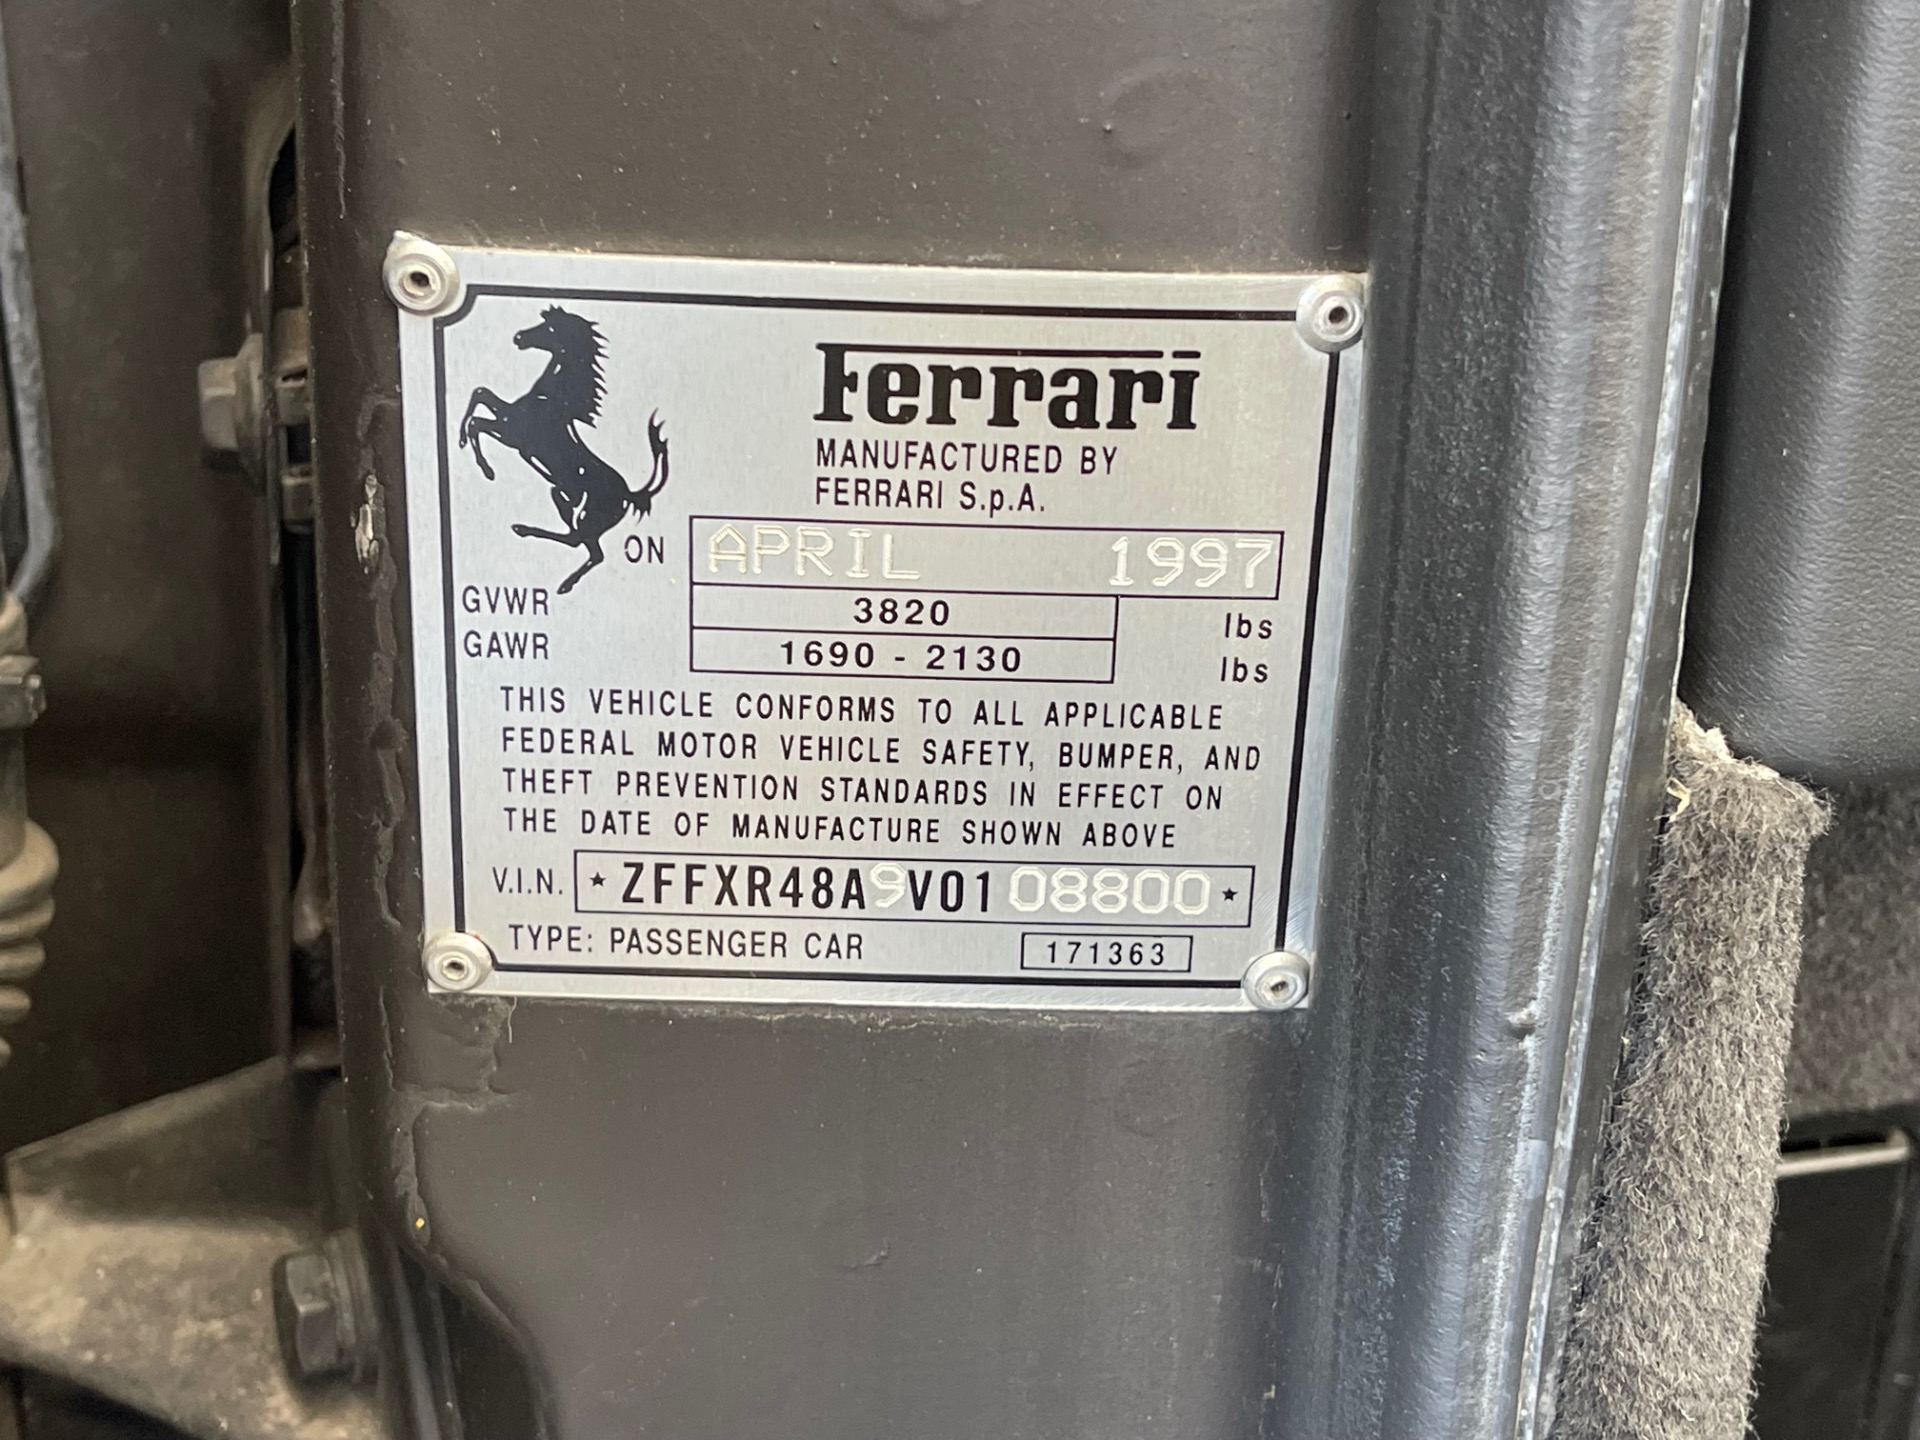 Ferrari
MANUFACTURED BY
FERRARI S.p.A.
ON APRIL 1997
GVWR 3820 lbs
GAWR 1690 - 2130 lbs
THIS VEHICLE CONFORMS TO ALL APPLICABLE
FEDERAL MOTOR VEHICLE SAFETY, BUMPER, AND
THEFT PREVENTION STANDARDS IN EFFECT ON
THE DATE OF MANUFACTURE SHOWN ABOVE
V.I.N. ★ ZFFXR48A9V0108800 ★
TYPE: PASSENGER CAR 171363